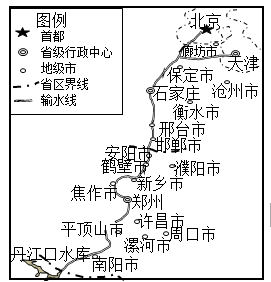 图例
首都
省级行政中心
地级市
省区界线
输水线
北京
廊坊市
天津
保定市
沧州市
石家庄
衡水市
邢台市
邯郸市
安阳市
鹤壁市
濮阳市
新乡市
焦作市
郑州
许昌市
平顶山市
周口市
漯河市
丹江口水库
南阳市